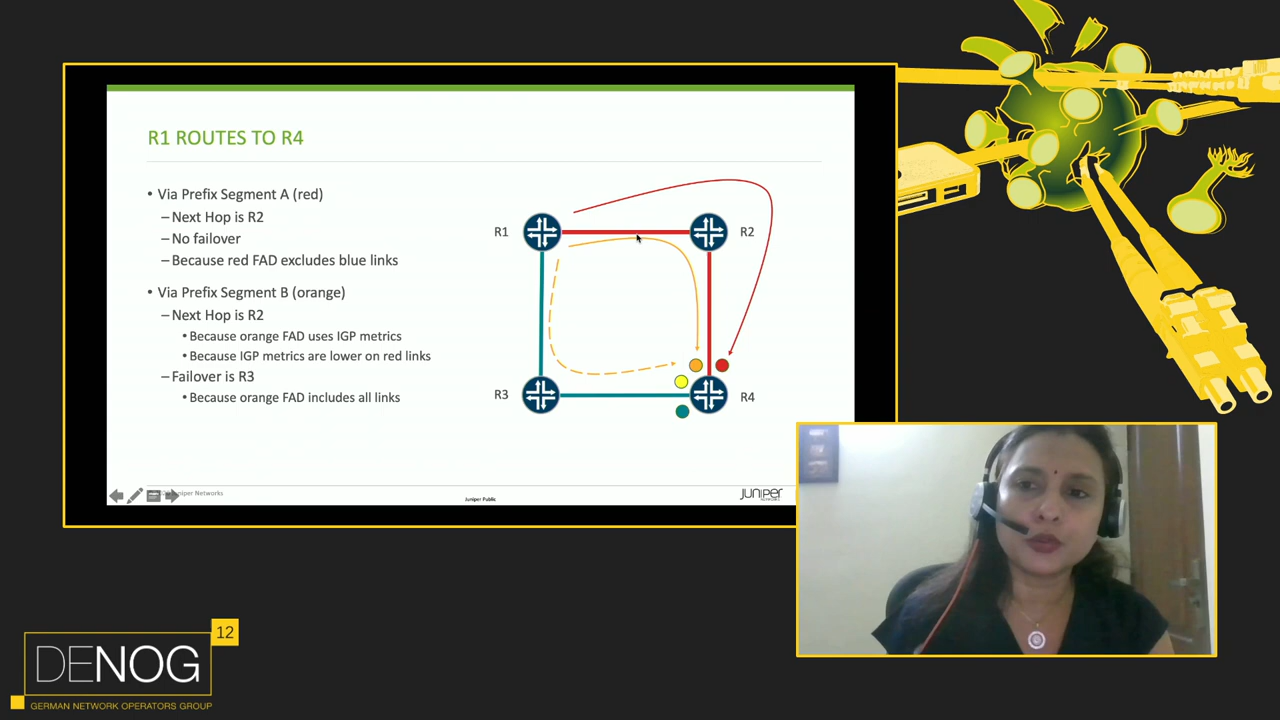 R1 ROUTES TO R4
• Via Prefix Segment A (red)
–Next Hop is R2
–No failover
–Because red FAD excludes blue links
• Via Prefix Segment B (orange)
–Next Hop is R2
•Because orange FAD uses IGP metrics
•Because IGP metrics are lower on red links
–Failover is R3
•Because orange FAD includes all links
R1
R2
R3
R4
Networks
Juniper Public
JUNIPER
NETWORKS
12
DENOG
GERMAN NETWORK OPERATORS GROUP